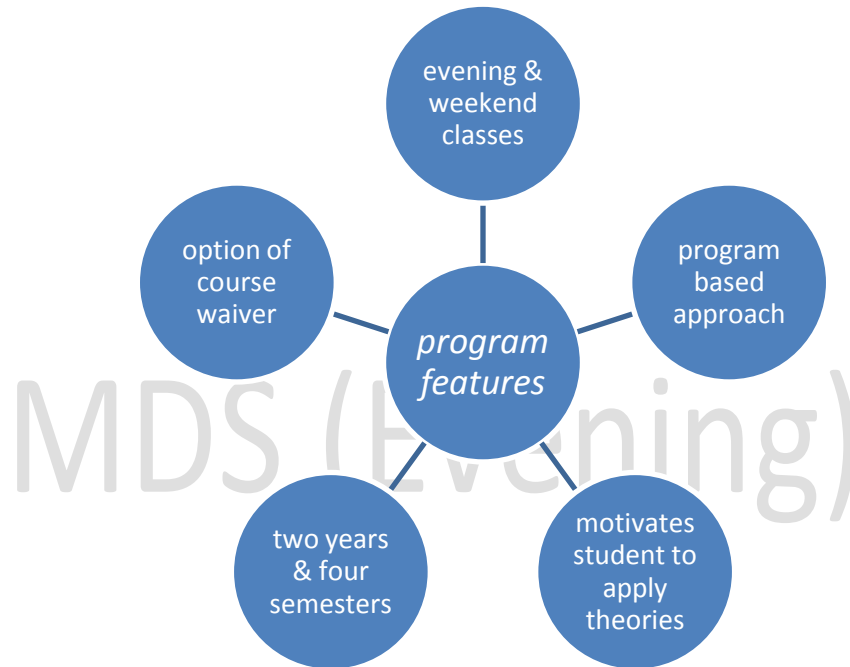 evening &
weekend
classes
option of
course
waiver
program
based
approach
program
features
MDS (Evening)
two years
& four
semesters
motivates
student to
apply
theories